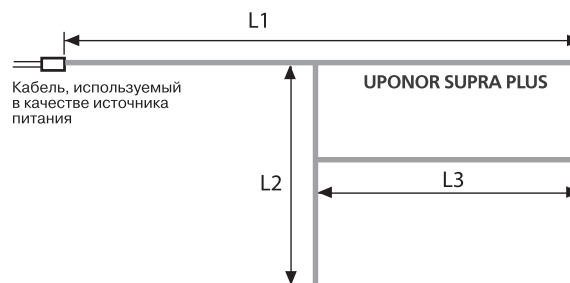 L1
Кабель, используемый
в качестве источника
питания
UPONOR SUPRA PLUS
L2
L3